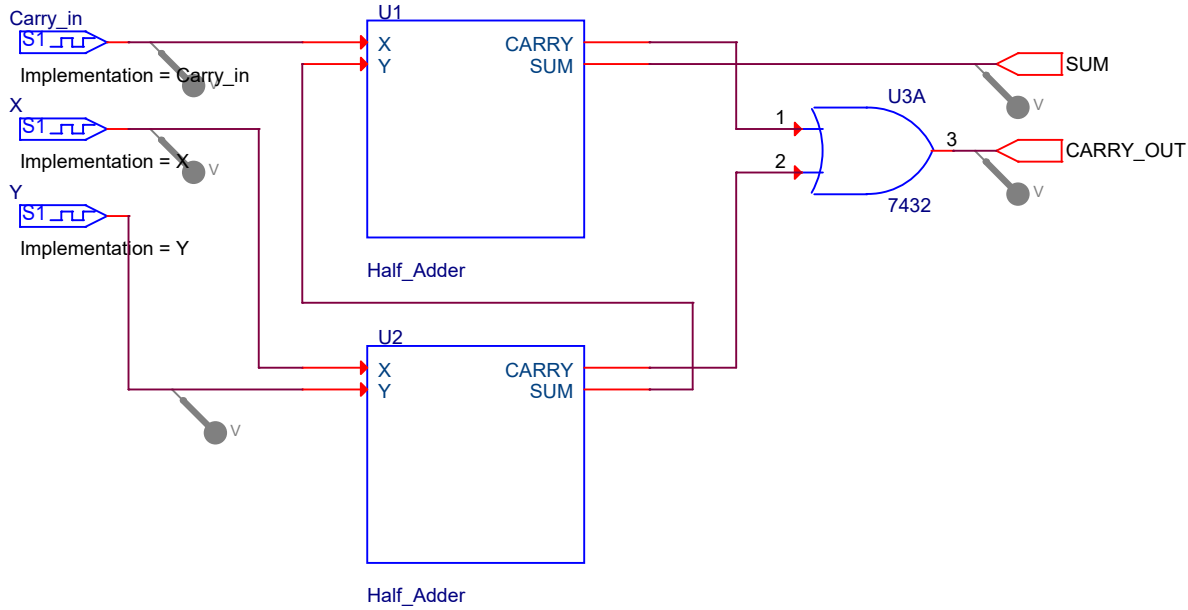 Carry_in
S1
Implementation = Carry_in
V
X
S1
Implementation = X
V
Y
S1
Implementation = Y
V
U1
X
Y
CARRY
SUM
Half_Adder
U2
X
Y
CARRY
SUM
Half_Adder
U3A
1
2
3
7432
SUM
V
CARRY_OUT
V